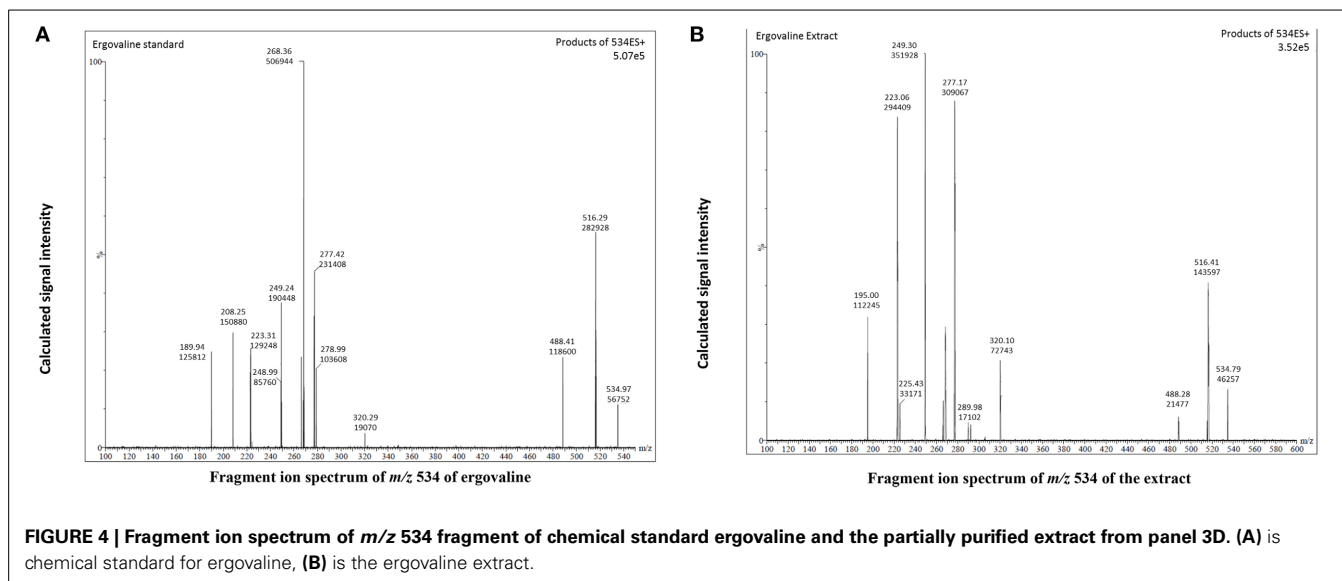 A
Ergovaline standard
Products of 534ES+
5.07e5
100
268.36
506944
516.29
282928
277.42
231408
249.24
190448
208.25
150880
223.31
129248
278.99
103608
189.94
125812
248.99
85760
488.41
118600
534.97
56752
320.29
19070
%
0
m/z
100 120 140 160 180 200 220 240 260 280 300 320 340 360 380 400 420 440 460 480 500 520 540
Calculated signal intensity
Fragment ion spectrum of m/z 534 of ergovaline
B
Ergovaline Extract
Products of 534ES+
3.52e5
100
249.30
351928
277.17
309067
223.06
294409
516.41
143597
195.00
112245
320.10
72743
225.43
33171
289.98
17102
534.79
46257
488.28
21477
%
0
m/z
100 120 140 160 180 200 220 240 260 280 300 320 340 360 380 400 420 440 460 480 500 520 540 560 580 600
Calculated signal intensity
Fragment ion spectrum of m/z 534 of the extract
FIGURE 4 | Fragment ion spectrum of m/z 534 fragment of chemical standard ergovaline and the partially purified extract from panel 3D. (A) is
chemical standard for ergovaline, (B) is the ergovaline extract.